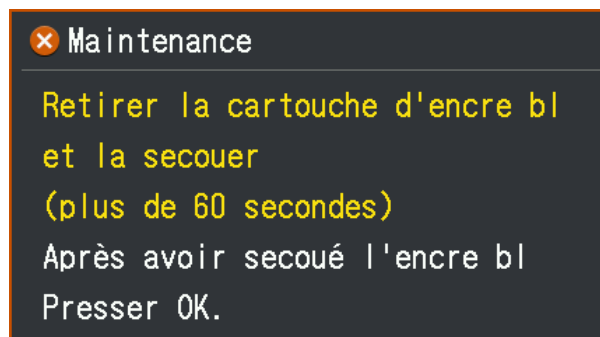 Maintenance
Retirer la cartouche d'encre bl
et la secouer
(plus de 60 secondes)
Après avoir secoué l'encre bl
Presser OK.